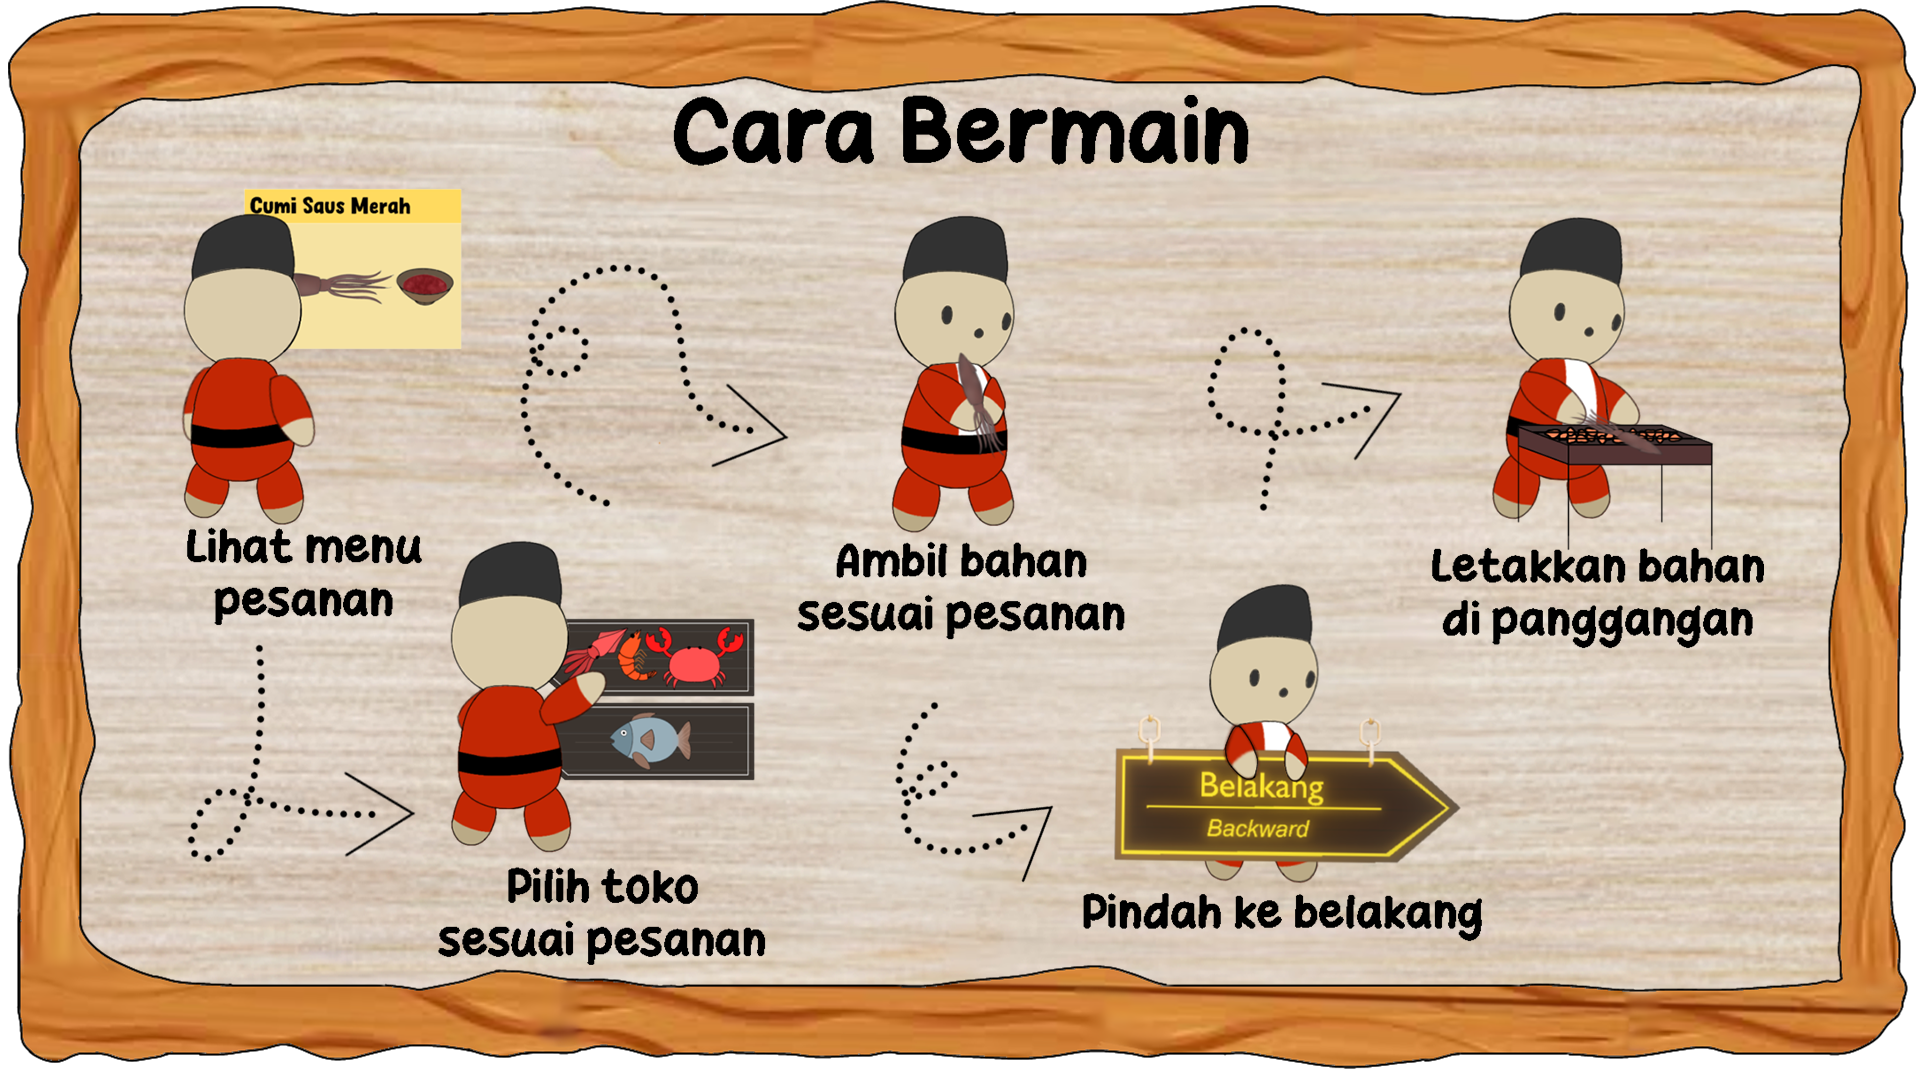 Cara Bermain
Cumi Saus Merah
Lihat menu
pesanan
Pilih toko
sesuai pesanan
Ambil bahan
sesuai pesanan
Belakang
Backward
Pindah ke belakang
Letakkan bahan
di panggangan